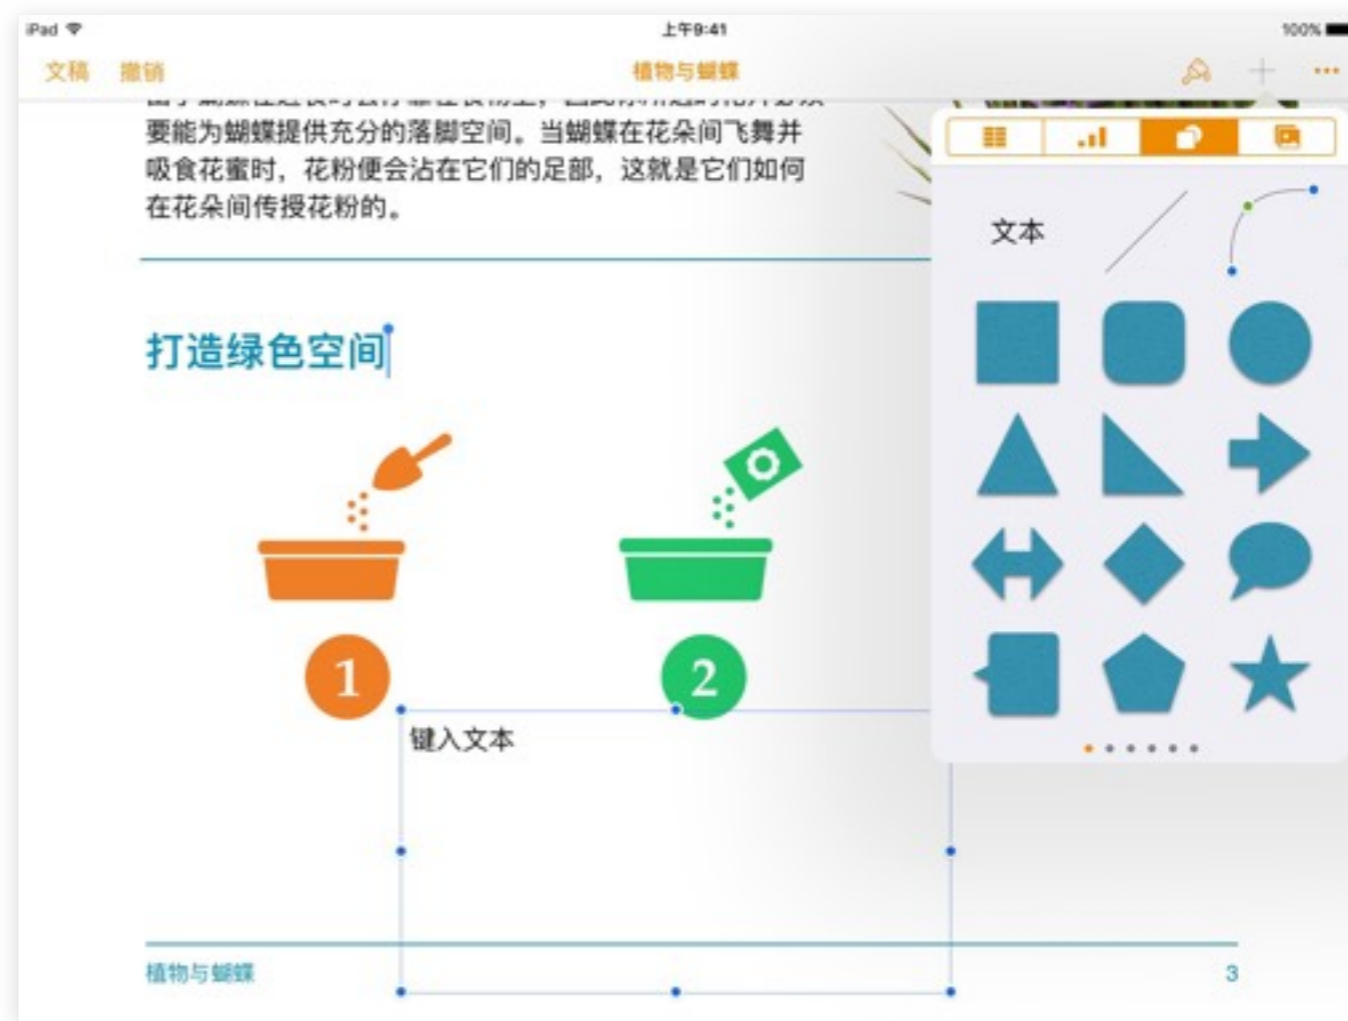 iPad
上午9:41
100%
文稿 撤销
植物与蝴蝶
要能为蝴蝶提供充分的落脚空间。当蝴蝶在花朵间飞舞并
吸食花蜜时，花粉便会沾在它们的足部，这就是它们如何
在花朵间传授花粉的。
文本
打造绿色空间
1
2
键入文本
植物与蝴蝶
3